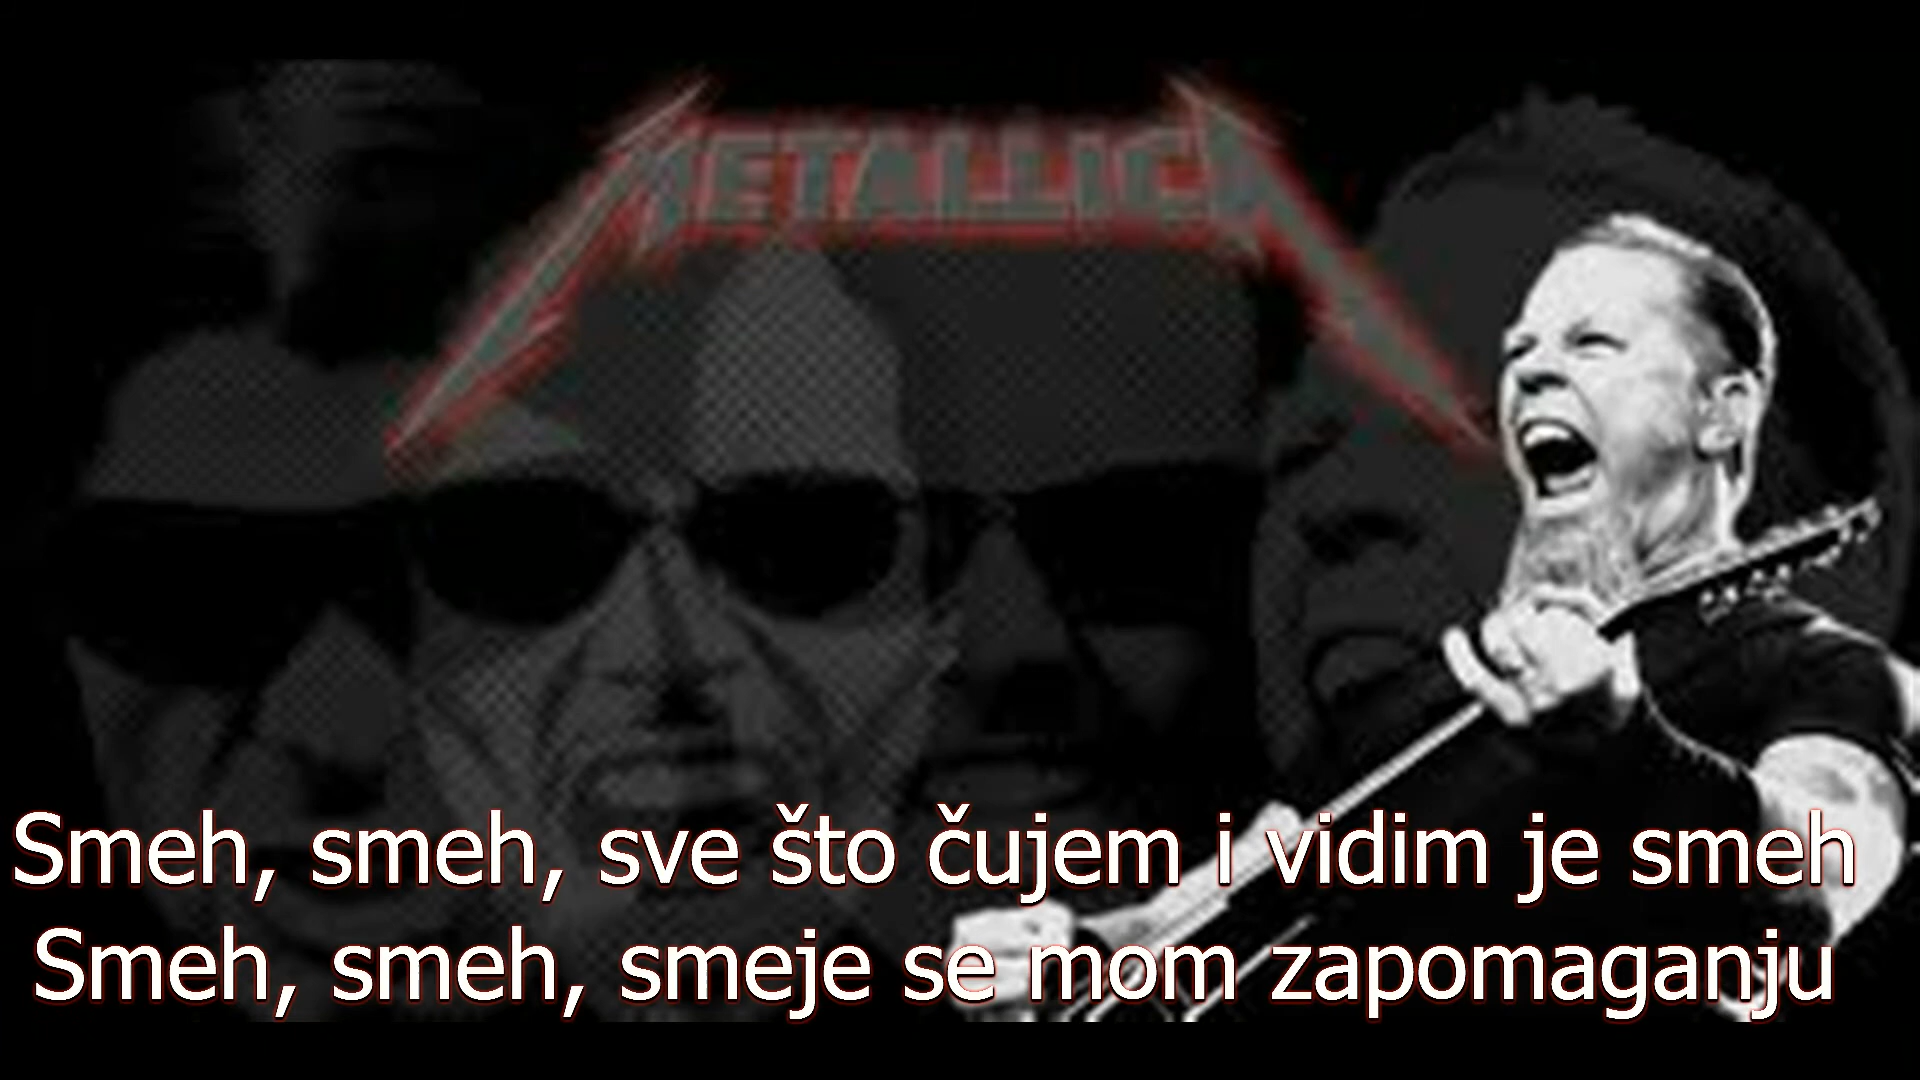 METALLICA
Smeh, smeh, sve što čujem i vidim je smeh
Smeh, smeh, smeje se mom zapomaganju